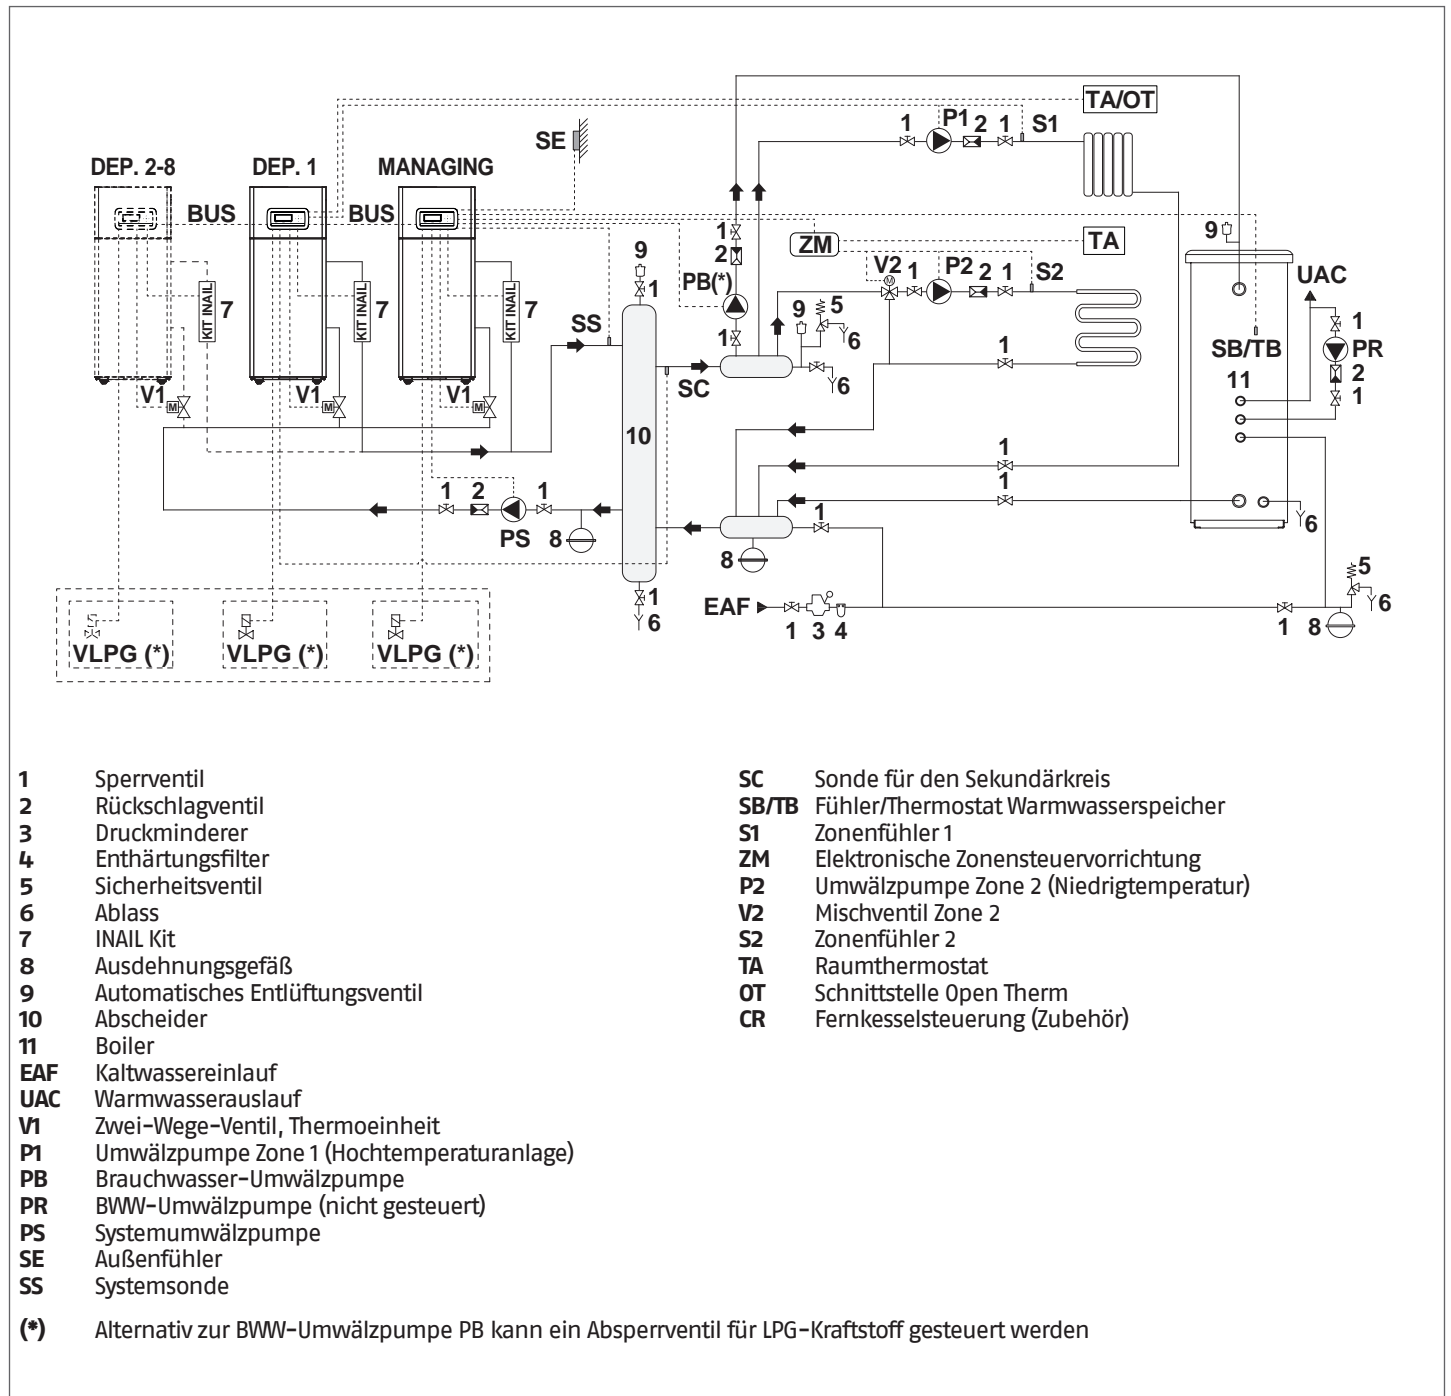 TA/OT
1 P1 2 1 S1
SE
DEP. 2-8 DEP. 1 MANAGING
BUS BUS
1
2
PB(*)
1
9
1
ZM
TA
V2 1 P2 2 1 S2
9
UAC
KIT INAIL 7 KIT INAIL 7 KIT INAIL 7
SS
9 5
6
6
1
SC
SB/TB
11
1
PR
2
1
V1 V1 V1
M M M
M
10
1
1
1 2 1
PS 8
1
8
6
EAF
1 3 4
1
6
1 8
5
6
VLPG (*) VLPG (*) VLPG (*)
1 Sperrventil
2 Rückschlagventil
3 Druckminderer
4 Enthärtungsfilter
5 Sicherheitsventil
6 Ablass
7 INAIL Kit
8 Ausdehnungsgefäß
9 Automatisches Entlüftungsventil
10 Abscheider
11 Boiler
EAF Kaltwassereinlauf
UAC Warmwasserauslauf
V1 Zwei-Wege-Ventil, Thermoeinheit
P1 Umwälzpumpe Zone 1 (Hochtemperaturanlage)
PB Brauchwasser-Umwälzpumpe
PR BWW-Umwälzpumpe (nicht gesteuert)
PS Systemumwälzpumpe
SE Außenfühler
SS Systemsonde
SC Sonde für den Sekundärkreis
SB/TB Fühler/Thermostat Warmwasserspeicher
S1 Zonenfühler 1
ZM Elektronische Zonensteuervorrichtung
P2 Umwälzpumpe Zone 2 (Niedrigtemperatur)
V2 Mischventil Zone 2
S2 Zonenfühler 2
TA Raumthermostat
OT Schnittstelle Open Therm
CR Fernkesselsteuerung (Zubehör)
(*) Alternativ zur BWW-Umwälzpumpe PB kann ein Absperrventil für LPG-Kraftstoff gesteuert werden